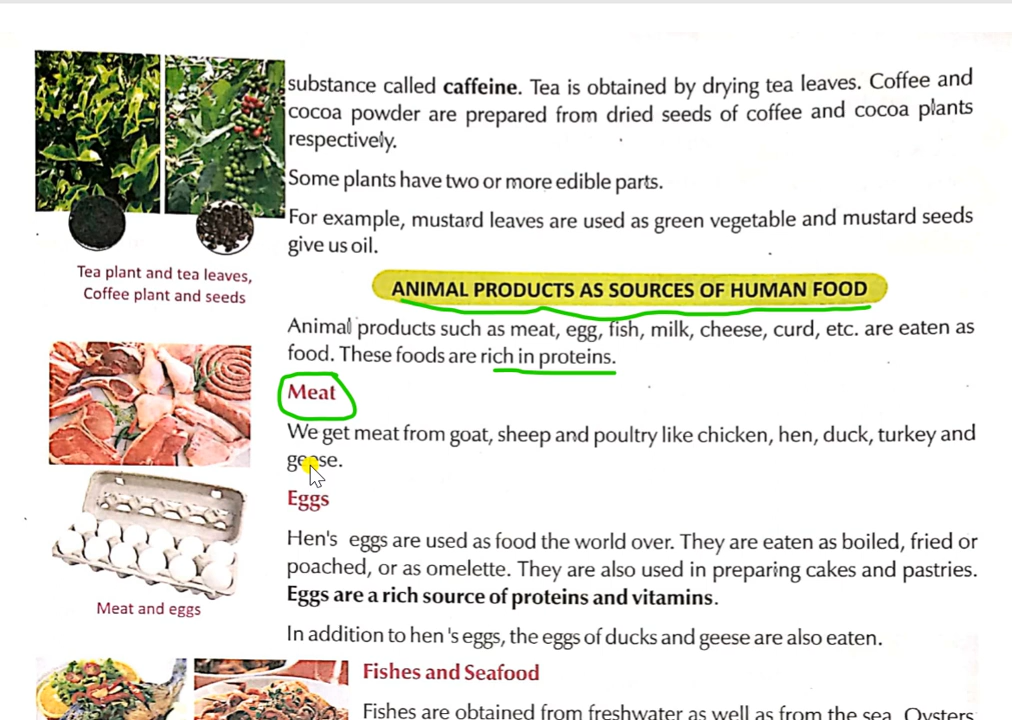 substance called caffeine. Tea is obtained by drying tea leaves. Coffee and
cocoa powder are prepared from dried seeds of coffee and cocoa plants
respectively.
Some plants have two or more edible parts.
For example, mustard leaves are used as green vegetable and mustard seeds
give us oil.
Tea plant and tea leaves,
Coffee plant and seeds
ANIMAL PRODUCTS AS SOURCES OF HUMAN FOOD
Animal products such as meat, egg, fish, milk, cheese, curd, etc. are eaten as
food. These foods are rich in proteins.
Meat
We get meat from goat, sheep and poultry like chicken, hen, duck, turkey and
geese.
Eggs
Hen's eggs are used as food the world over. They are eaten as boiled, fried or
poached, or as omelette. They are also used in preparing cakes and pastries.
Eggs are a rich source of proteins and vitamins.
Meat and eggs
In addition to hen's eggs, the eggs of ducks and geese are also eaten.
Fishes and Seafood
Fishes are obtained from freshwater as well as from the sea. Oysters